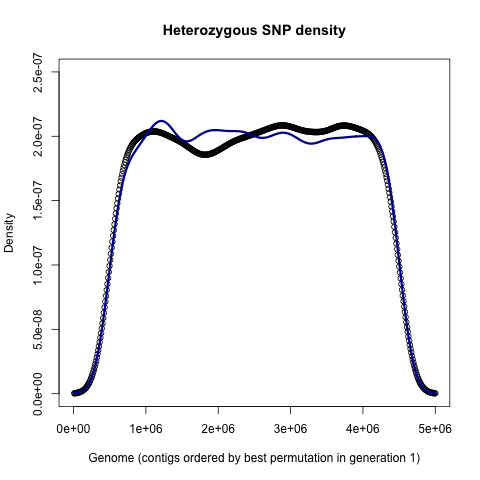 Heterozygous SNP density
Density
2.5e-07
2.0e-07
1.5e-07
1.0e-07
5.0e-08
0.0e+00
0e+00 1e+06 2e+06 3e+06 4e+06 5e+06
Genome (contigs ordered by best permutation in generation 1)